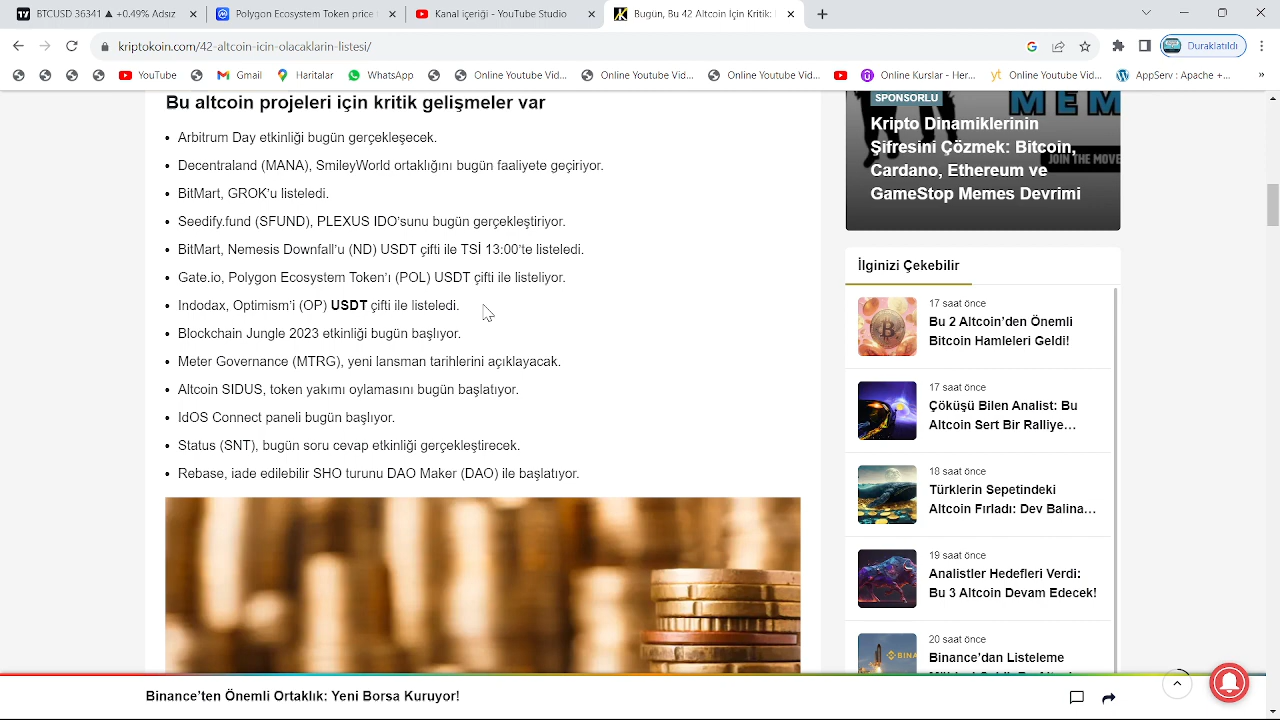 BTCUSD 36341 ▲ +0.49% Adsız
Polygon Ecosystem Token price t
Kanal İçeriği - YouTube Studio
Bugün, Bu 42 Altcoin İçin Kritik:
kriptokoin.com/42-altcoin-icin-olacaklarin-listesi/
Duraklatıldı
YouTube
Gmail
Haritalar
WhatsApp
Online Youtube Vid...
Online Youtube Vid...
Online Youtube Vid...
Online Kurslar - Her...
Online Youtube Vid...
AppServ : Apache +...
»
Bu altcoin projeleri için kritik gelişmeler var
Arbitrum Day etkinliği bugün gerçekleşecek.
Decentraland (MANA), SmileyWorld ortaklığını bugün faaliyete geçiriyor.
BitMart, GROK’u listeledi.
Seedify.fund (SFUND), PLEXUS IDO’sunu bugün gerçekleştiriyor.
BitMart, Nemesis Downfall’u (ND) USDT çifti ile TSİ 13:00’te listeledi.
Gate.io, Polygon Ecosystem Token’ı (POL) USDT çifti ile listeliyor.
Indodax, Optimism’i (OP) USDT çifti ile listeledi.
Blockchain Jungle 2023 etkinliği bugün başlıyor.
Meter Governance (MTRG), yeni lansman tarihlerini açıklayacak.
Altcoin SIDUS, token yakımı oylamasını bugün başlatıyor.
IQOS Connect paneli bugün başlıyor.
Status (SNT), bugün soru cevap etkinliği gerçekleştirecek.
Rebase, iade edilebilir SHO turunu DAO Maker (DAO) ile başlatıyor.
MEM
SPONSORLU
JOIN THE MOVE
Kripto Dinamiklerinin
Şifresini Çözmek: Bitcoin,
Cardano, Ethereum ve
GameStop Memes Devrimi
İlginizi Çekebilir
17 saat önce
Bu 2 Altcoin’den Önemli
Bitcoin Hamleleri Geldi!
17 saat önce
Çöküşü Bilen Analist: Bu
Altcoin Sert Bir Ralliye...
18 saat önce
Türklerin Sepetindeki
Altcoin Fırladı: Dev Balina...
19 saat önce
Analistler Hedefleri Verdi:
Bu 3 Altcoin Devam Edecek!
20 saat önce
BINA
Binance’dan Listeleme
Binance’ten Önemli Ortaklık: Yeni Borsa Kuruyor!